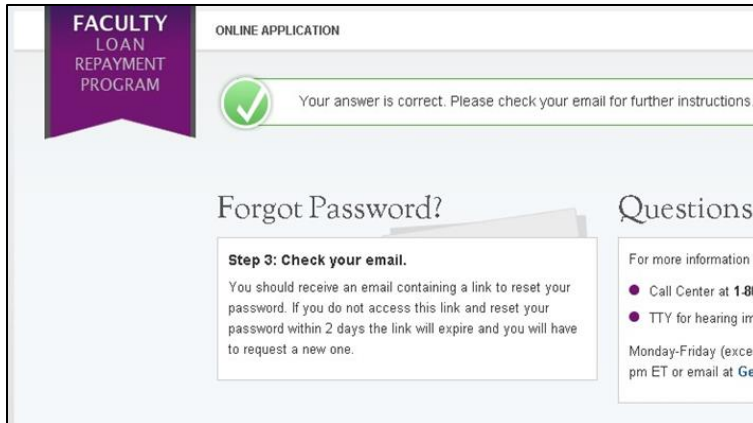 FACULTY
LOAN
REPAYMENT
PROGRAM
ONLINE APPLICATION
Your answer is correct. Please check your email for further instructions.
Forgot Password?
Step 3: Check your email.
You should receive an email containing a link to reset your
password. If you do not access this link and reset your
password within 2 days the link will expire and you will have
to request a new one.
Questions
For more information
Call Center at
TTY for hearing
Monday-Friday
pm ET or email at